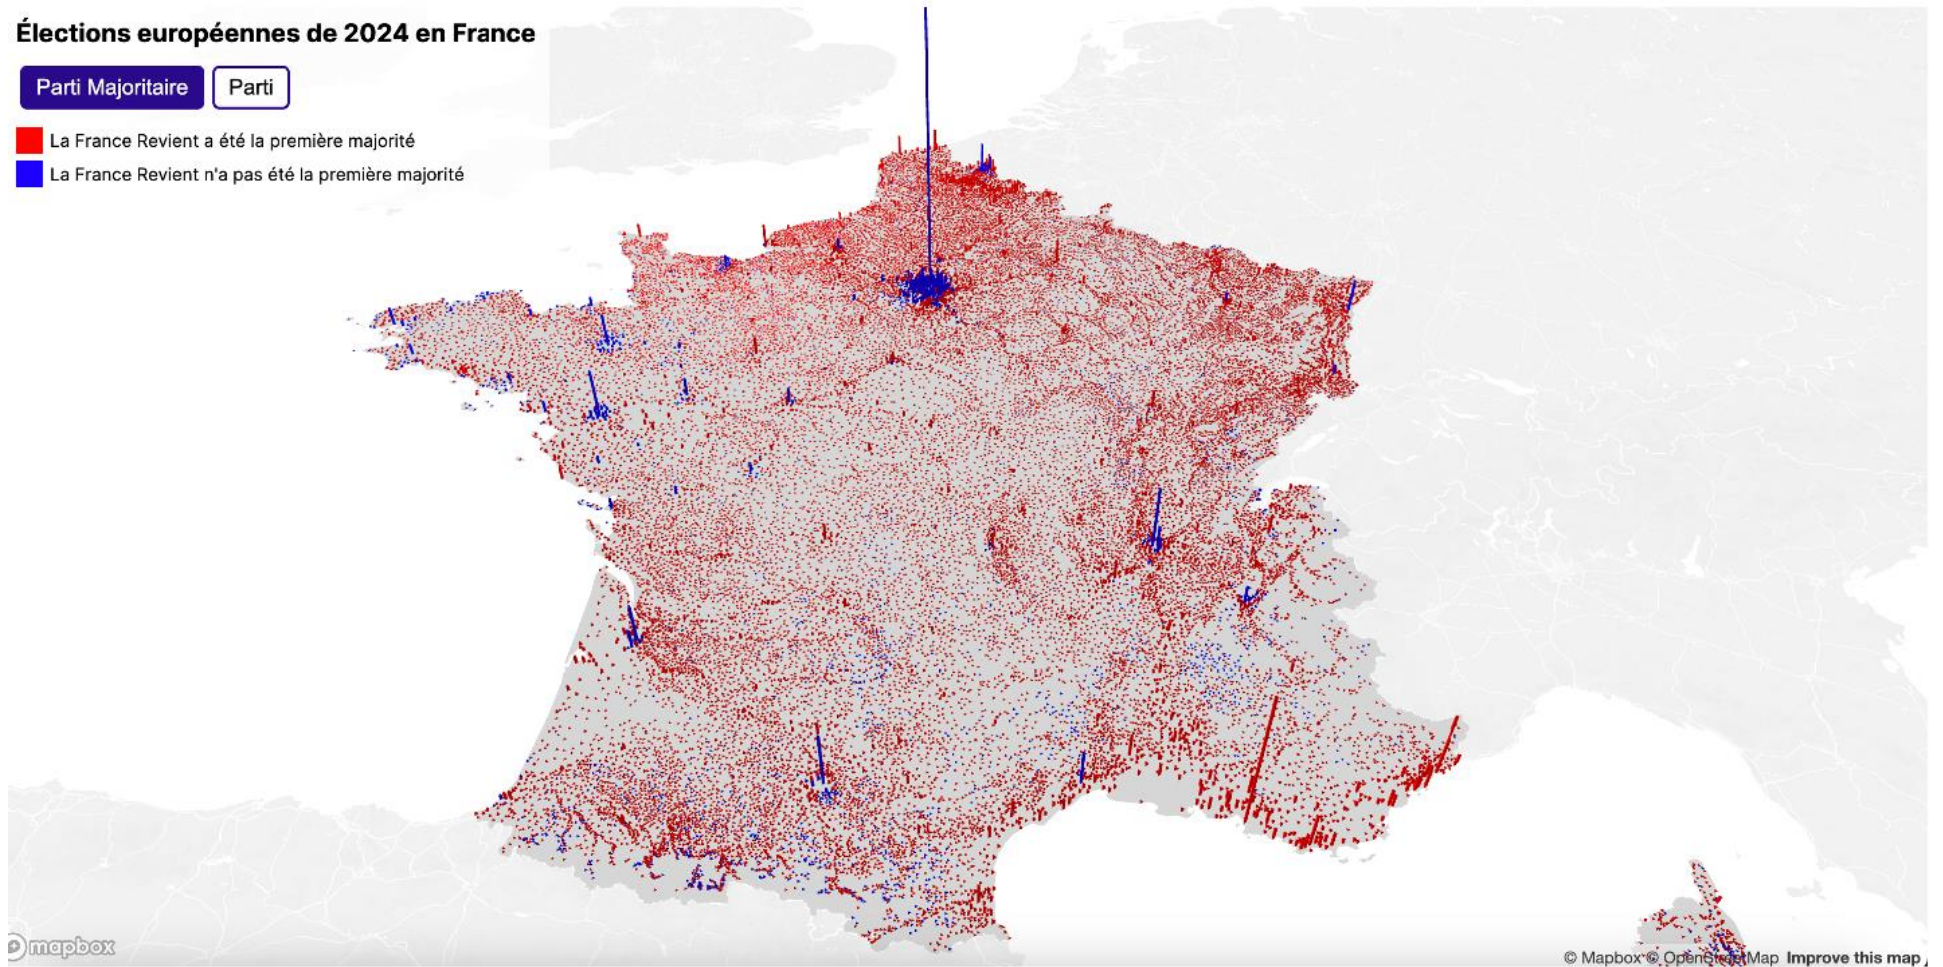 Élections européennes de 2024 en France
Parti Majoritaire Parti
La France Revient a été la première majorité
La France Revient n'a pas été la première majorité
mapbox
© Mapbox © OpenStreetMap Improve this map